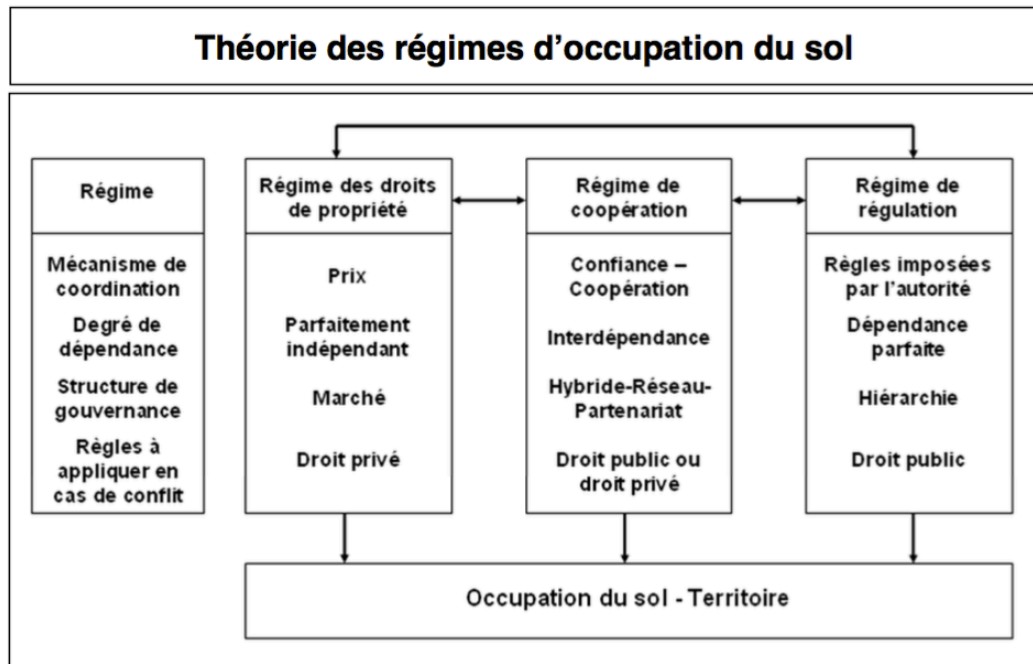 Théorie des régimes d'occupation du sol
Régime
Mécanisme de
coordination
Degré de
dépendance
Structure de
gouvernance
Règles à
appliquer en
cas de conflit
Régime des droits
de propriété
Prix
Parfaitement
indépendant
Marché
Droit privé
Régime de
coopération
Confiance –
Coopération
Interdépendance
Hybride-Réseau-
Partenariat
Droit public ou
droit privé
Régime de
régulation
Règles imposées
par l'autorité
Dépendance
parfaite
Hiérarchie
Droit public
Occupation du sol - Territoire